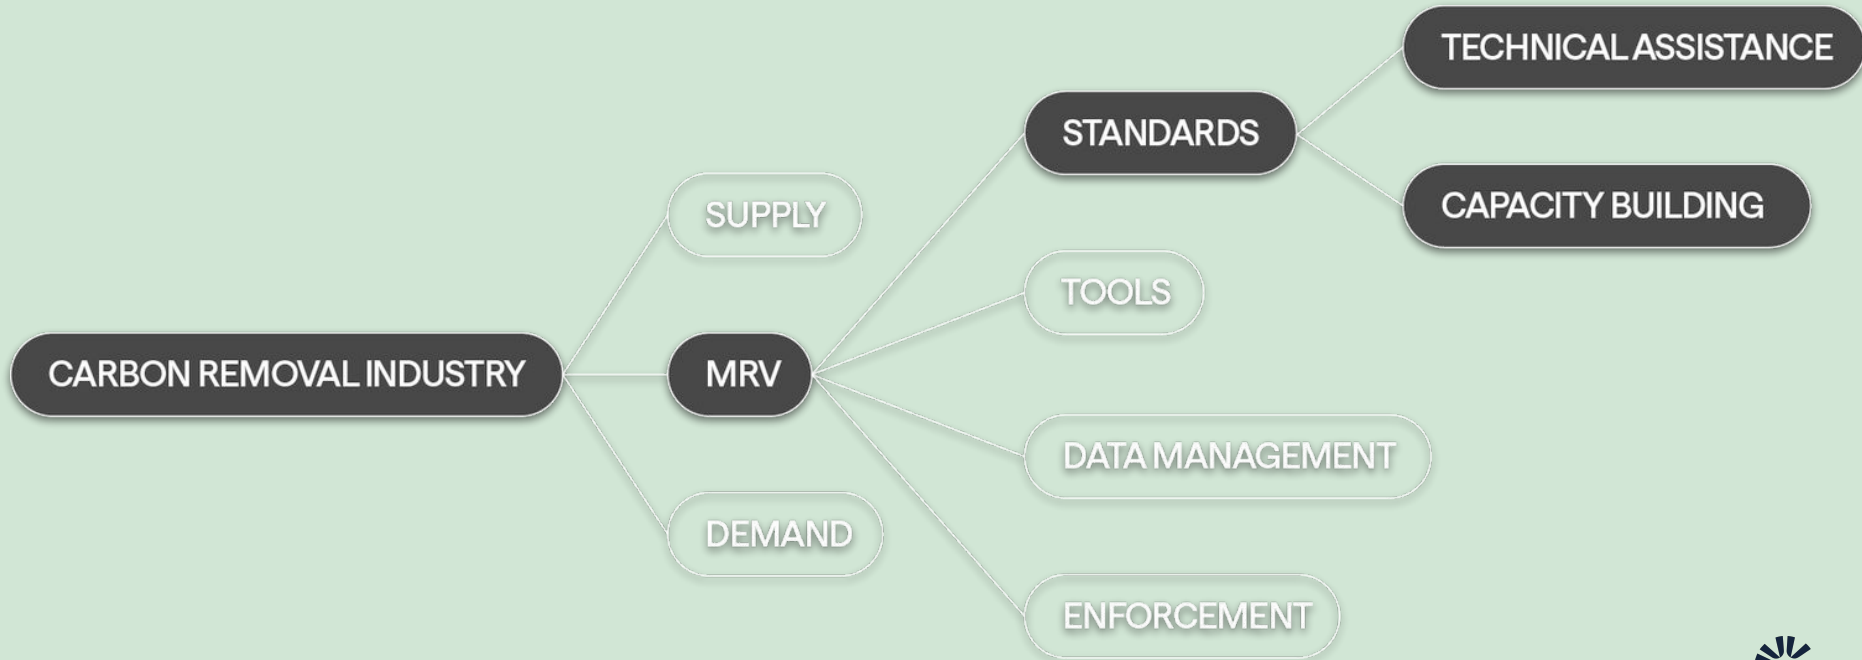 TECHNICAL ASSISTANCE
STANDARDS
CAPACITY BUILDING
SUPPLY
TOOLS
CARBON REMOVAL INDUSTRY
MRV
DATA MANAGEMENT
DEMAND
ENFORCEMENT